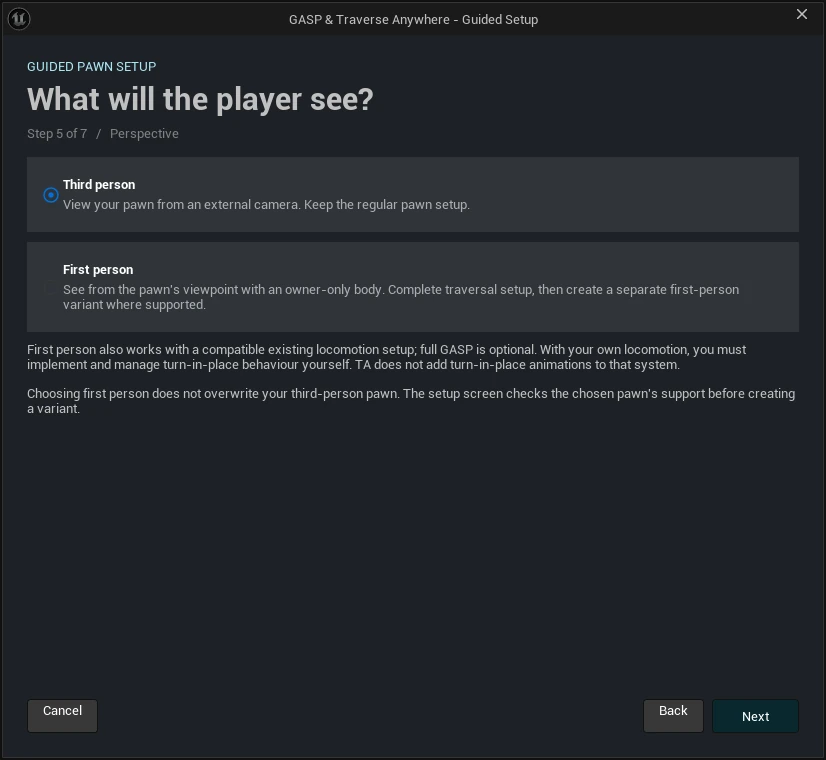 GASP & Traverse Anywhere - Guided Setup
GUIDED PAWN SETUP
What will the player see?
Step 5 of 7 / Perspective
Third person
View your pawn from an external camera. Keep the regular pawn setup.
First person
See from the pawn's viewpoint with an owner-only body. Complete traversal setup, then create a separate first-person
variant where supported.
First person also works with a compatible existing locomotion setup; full GASP is optional. With your own locomotion, you must
implement and manage turn-in-place behaviour yourself. TA does not add turn-in-place animations to that system.
Choosing first person does not overwrite your third-person pawn. The setup screen checks the chosen pawn's support before creating
a variant.
Cancel
Back
Next